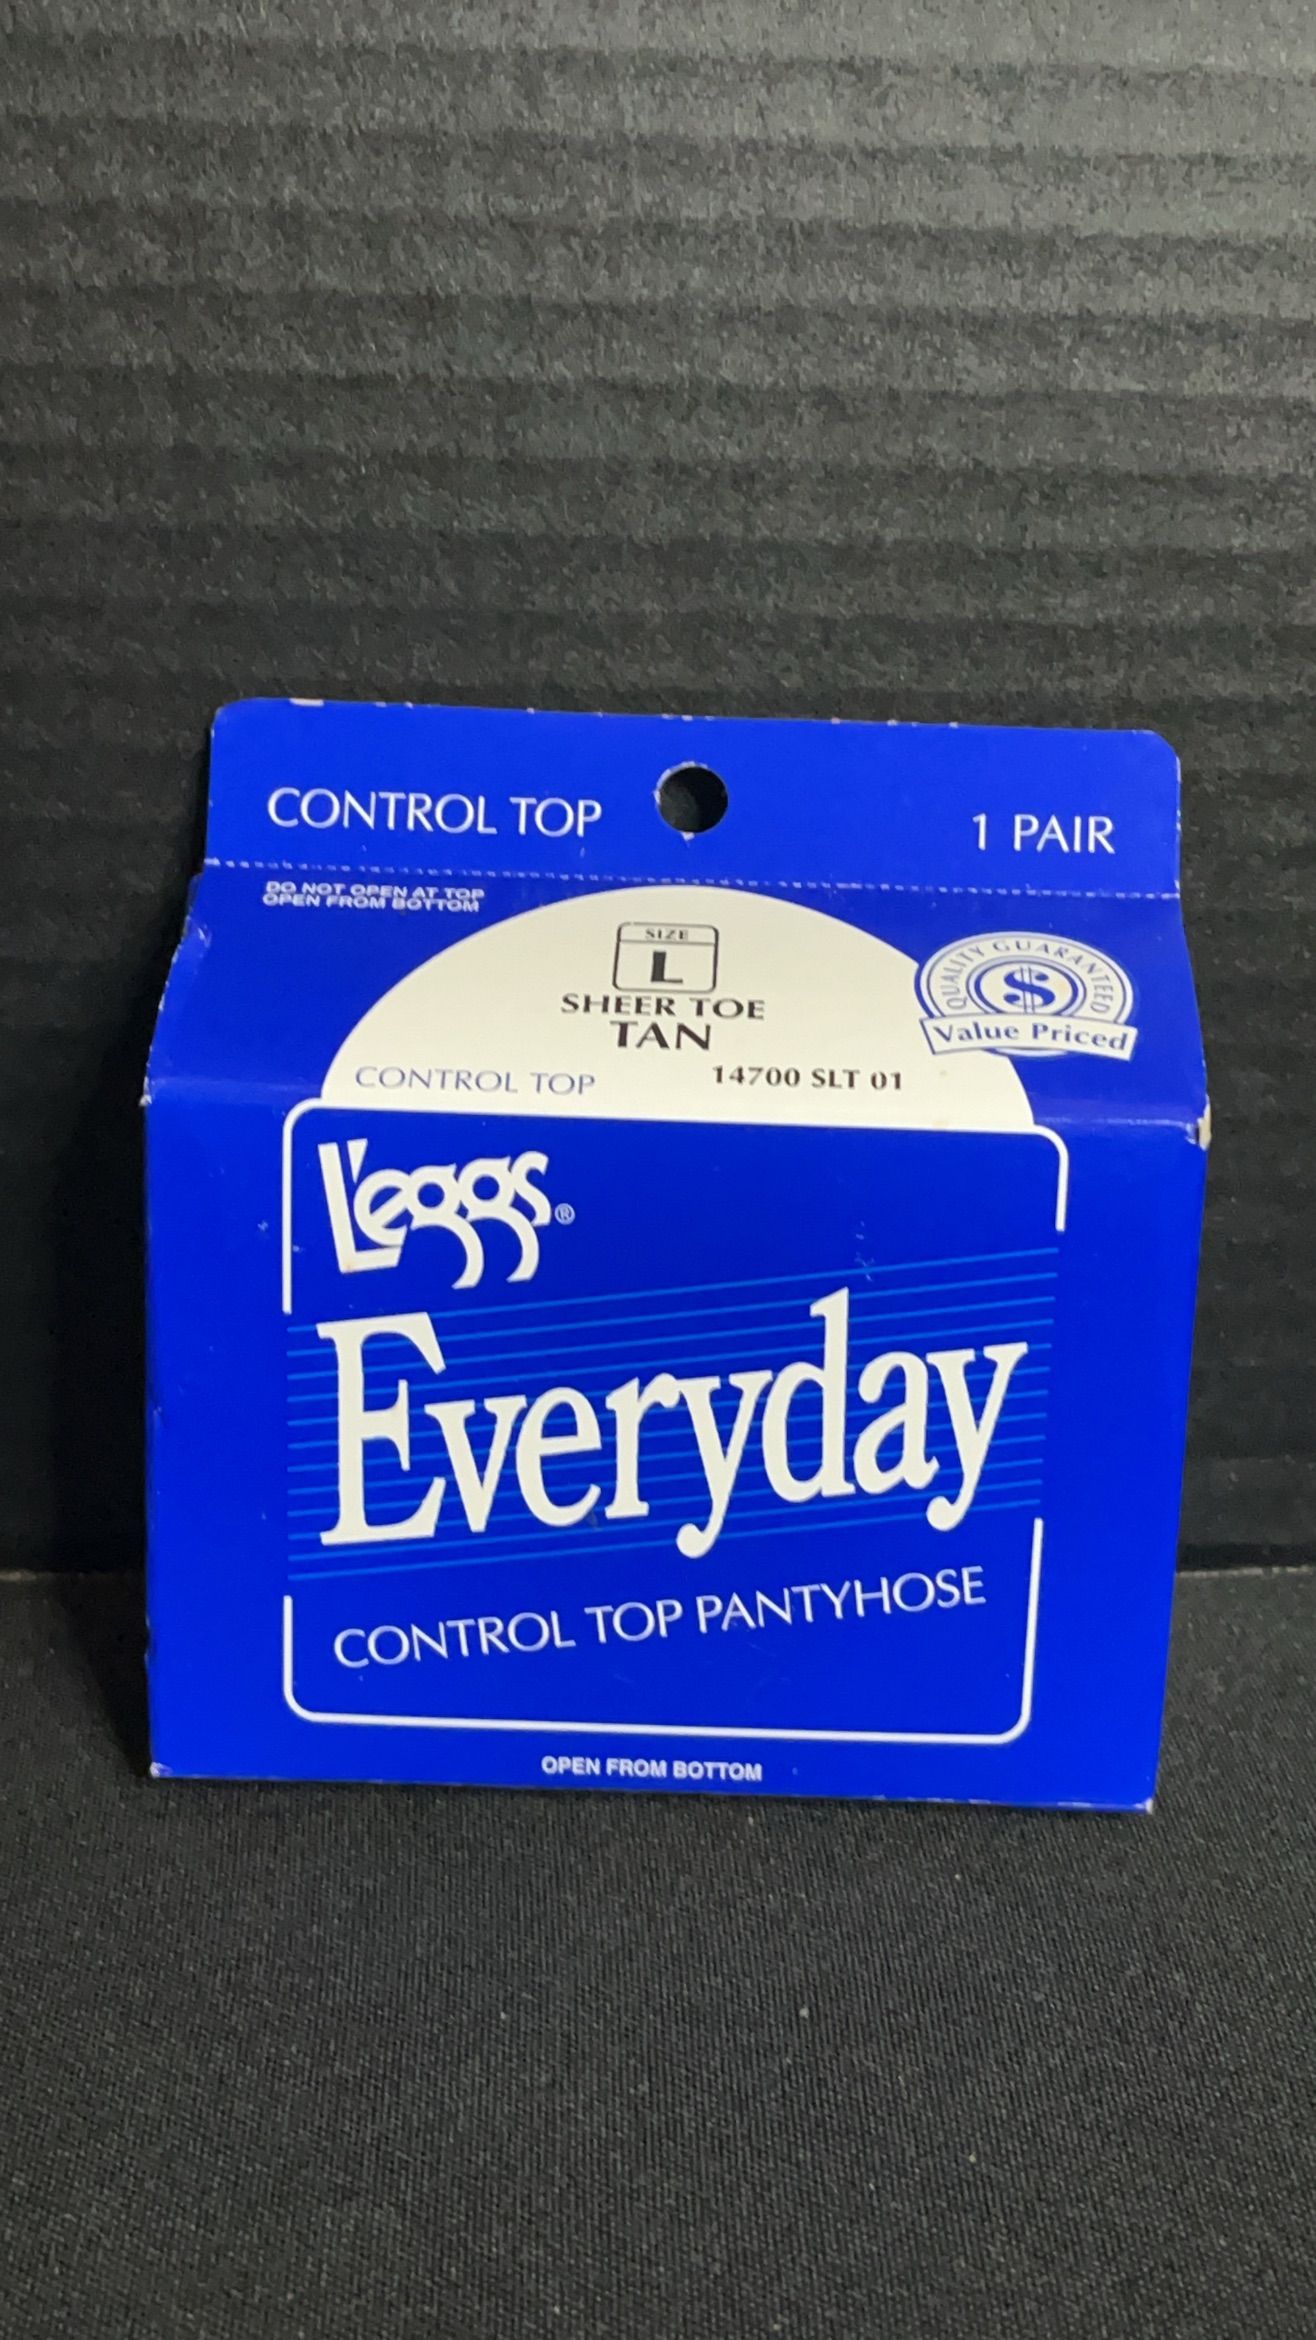 CONTROL TOP
1 PAIR
DO NOT OPEN AT TOP
OPEN FROM BOTTOM
SIZE
L
SHEER TOE
TAN
CONTROL TOP
14700 SLT 01
QUALITY GUARANTEED
$
Value Priced
L'eggs®
Everyday
CONTROL TOP PANTYHOSE
OPEN FROM BOTTOM